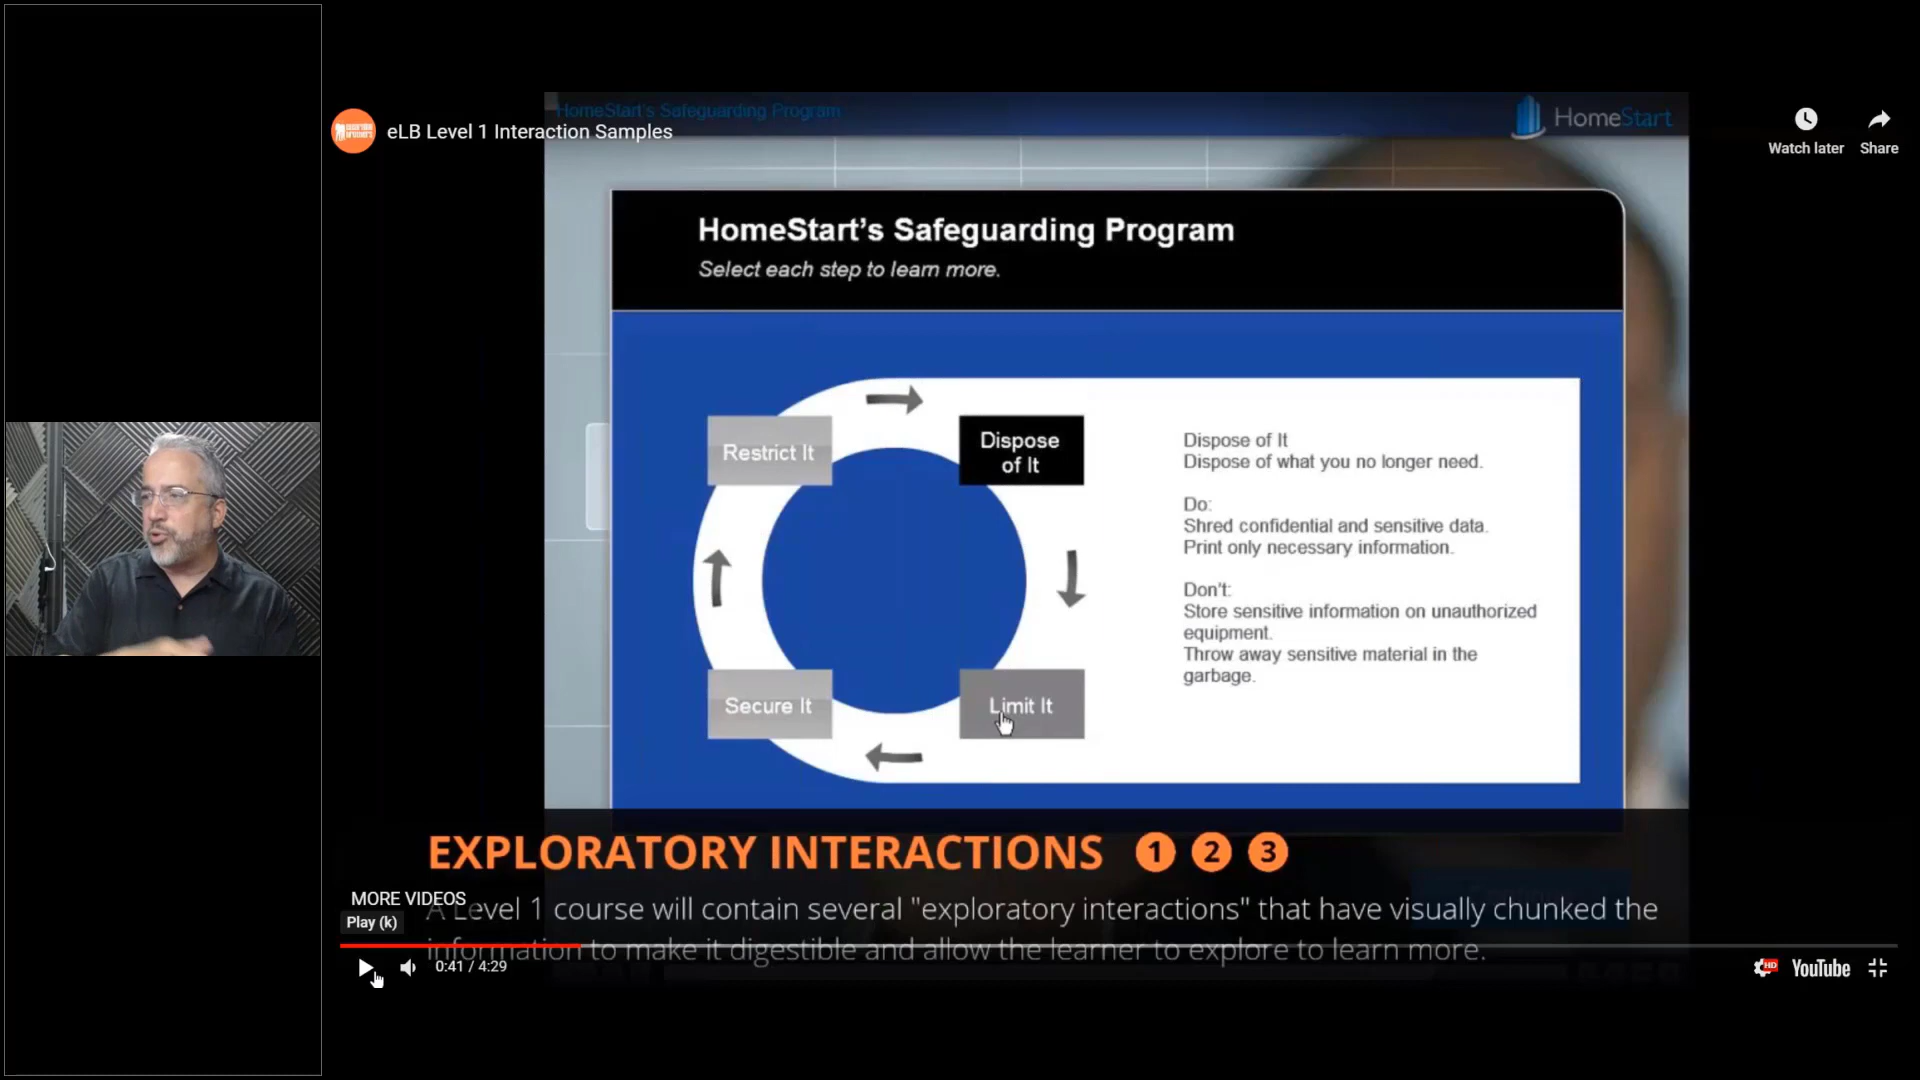 HomeStart's Safeguarding Program
HomeStart
eLB Level 1 Interaction Samples
Watch later
Share
HomeStart's Safeguarding Program
Select each step to learn more.
Restrict It
Dispose
of It
Secure It
Limit It
Dispose of It
Dispose of what you no longer need.
Do:
Shred confidential and sensitive data.
Print only necessary information.
Don't:
Store sensitive information on unauthorized
equipment.
Throw away sensitive material in the
garbage.
EXPLORATORY INTERACTIONS 1 2 3
MORE VIDEOS
Play (k)
A Level 1 course will contain several "exploratory interactions" that have visually chunked the
information to make it digestible and allow the learner to explore to learn more.
0:41 / 4:29
HD
YouTube